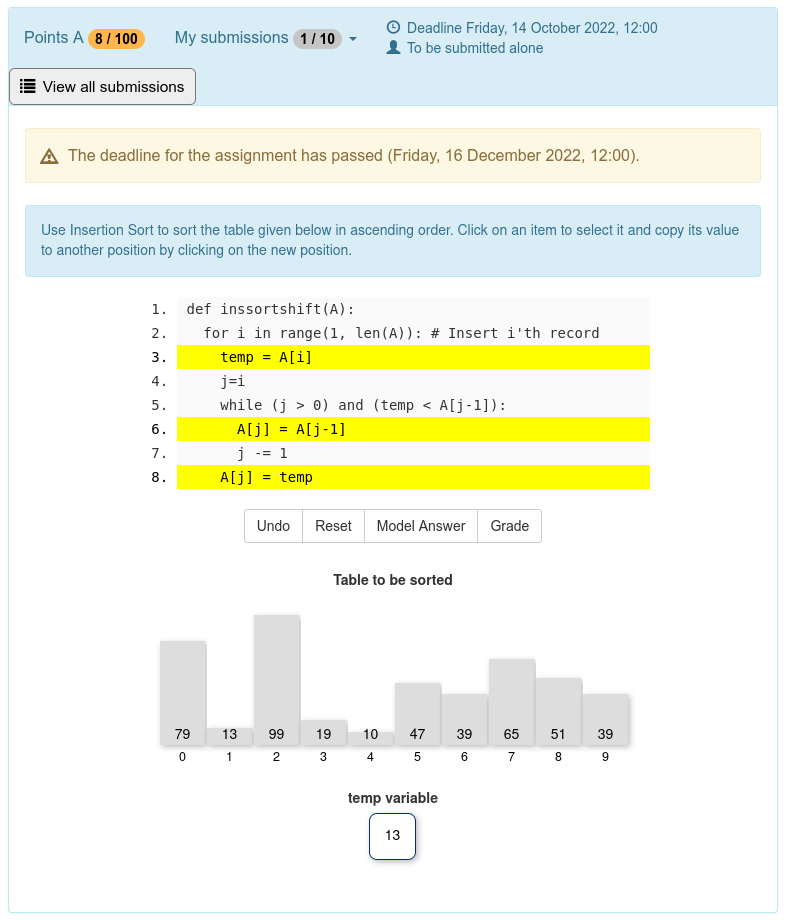 Points A 8 / 100 My submissions 1 / 10 Deadline Friday, 14 October 2022, 12:00
To be submitted alone
View all submissions
The deadline for the assignment has passed (Friday, 16 December 2022, 12:00).
Use Insertion Sort to sort the table given below in ascending order. Click on an item to select it and copy its value
to another position by clicking on the new position.
1. def inssortshift(A):
2.   for i in range(1, len(A)): # Insert i'th record
3.     temp = A[i]
4.     j=i
5.     while (j > 0) and (temp < A[j-1]):
6.       A[j] = A[j-1]
7.       j -= 1
8.     A[j] = temp
Undo Reset Model Answer Grade
Table to be sorted
79 13 99 19 10 47 39 65 51 39
0 1 2 3 4 5 6 7 8 9
temp variable
13